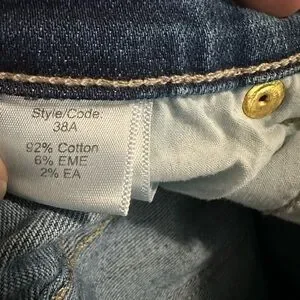 Style/Code:
38A
92% Cotton
6% EME
2% EA